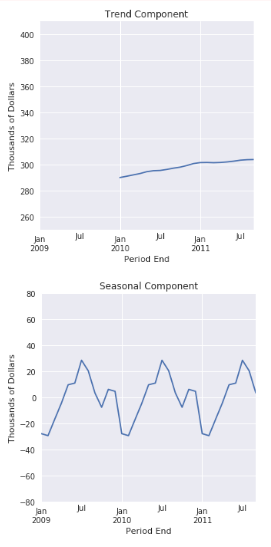 Trend Component
400
380
360
340
320
300
280
260
Thousands of Dollars
Jan Jul Jan Jul Jan Jul
2009 2010 2011
Period End
Seasonal Component
80
60
40
20
0
−20
−40
−60
−80
Thousands of Dollars
Jan Jul Jan Jul Jan Jul
2009 2010 2011
Period End